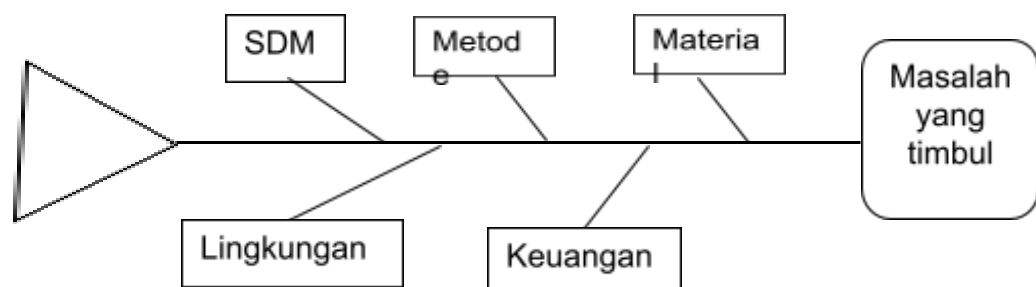 SDM
Metod
e
Materia
l
Masalah
yang
timbul
Lingkungan
Keuangan